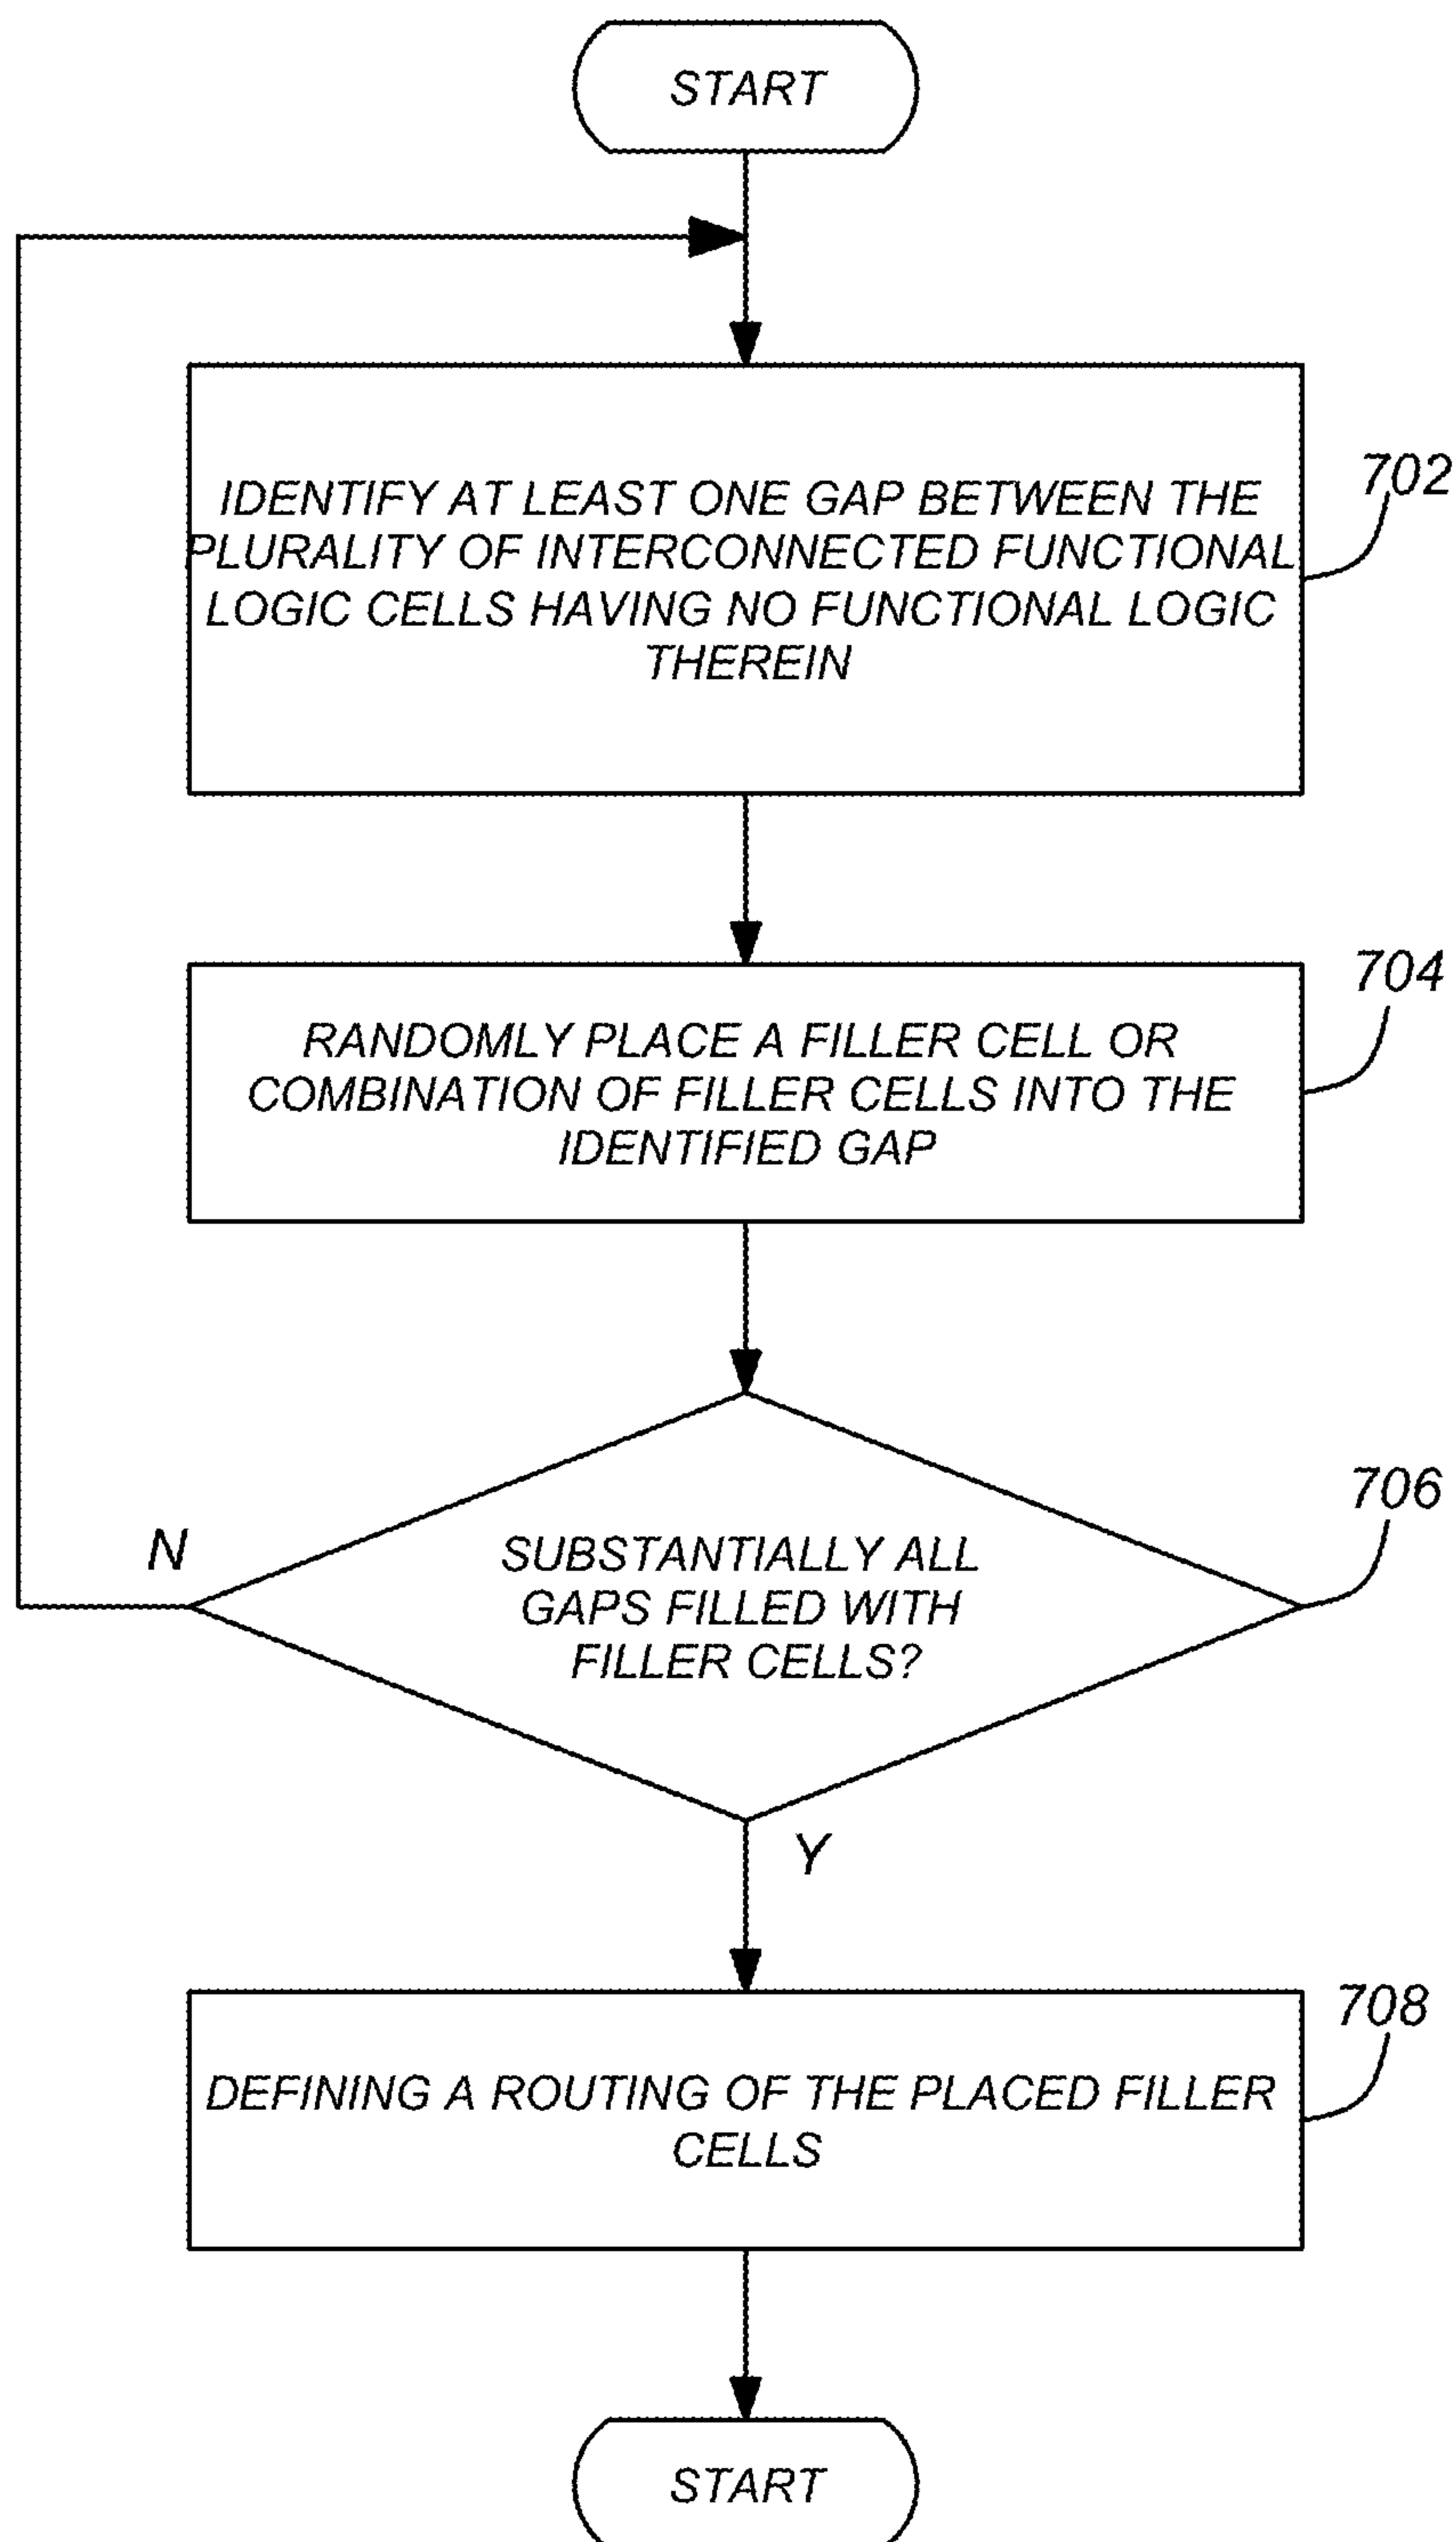 START
IDENTIFY AT LEAST ONE GAP BETWEEN THE
PLURALITY OF INTERCONNECTED FUNCTIONAL
LOGIC CELLS HAVING NO FUNCTIONAL LOGIC
THEREIN
702
RANDOMLY PLACE A FILLER CELL OR
COMBINATION OF FILLER CELLS INTO THE
IDENTIFIED GAP
704
SUBSTANTIALLY ALL
GAPS FILLED WITH
FILLER CELLS?
706
N
Y
DEFINING A ROUTING OF THE PLACED FILLER
CELLS
708
START